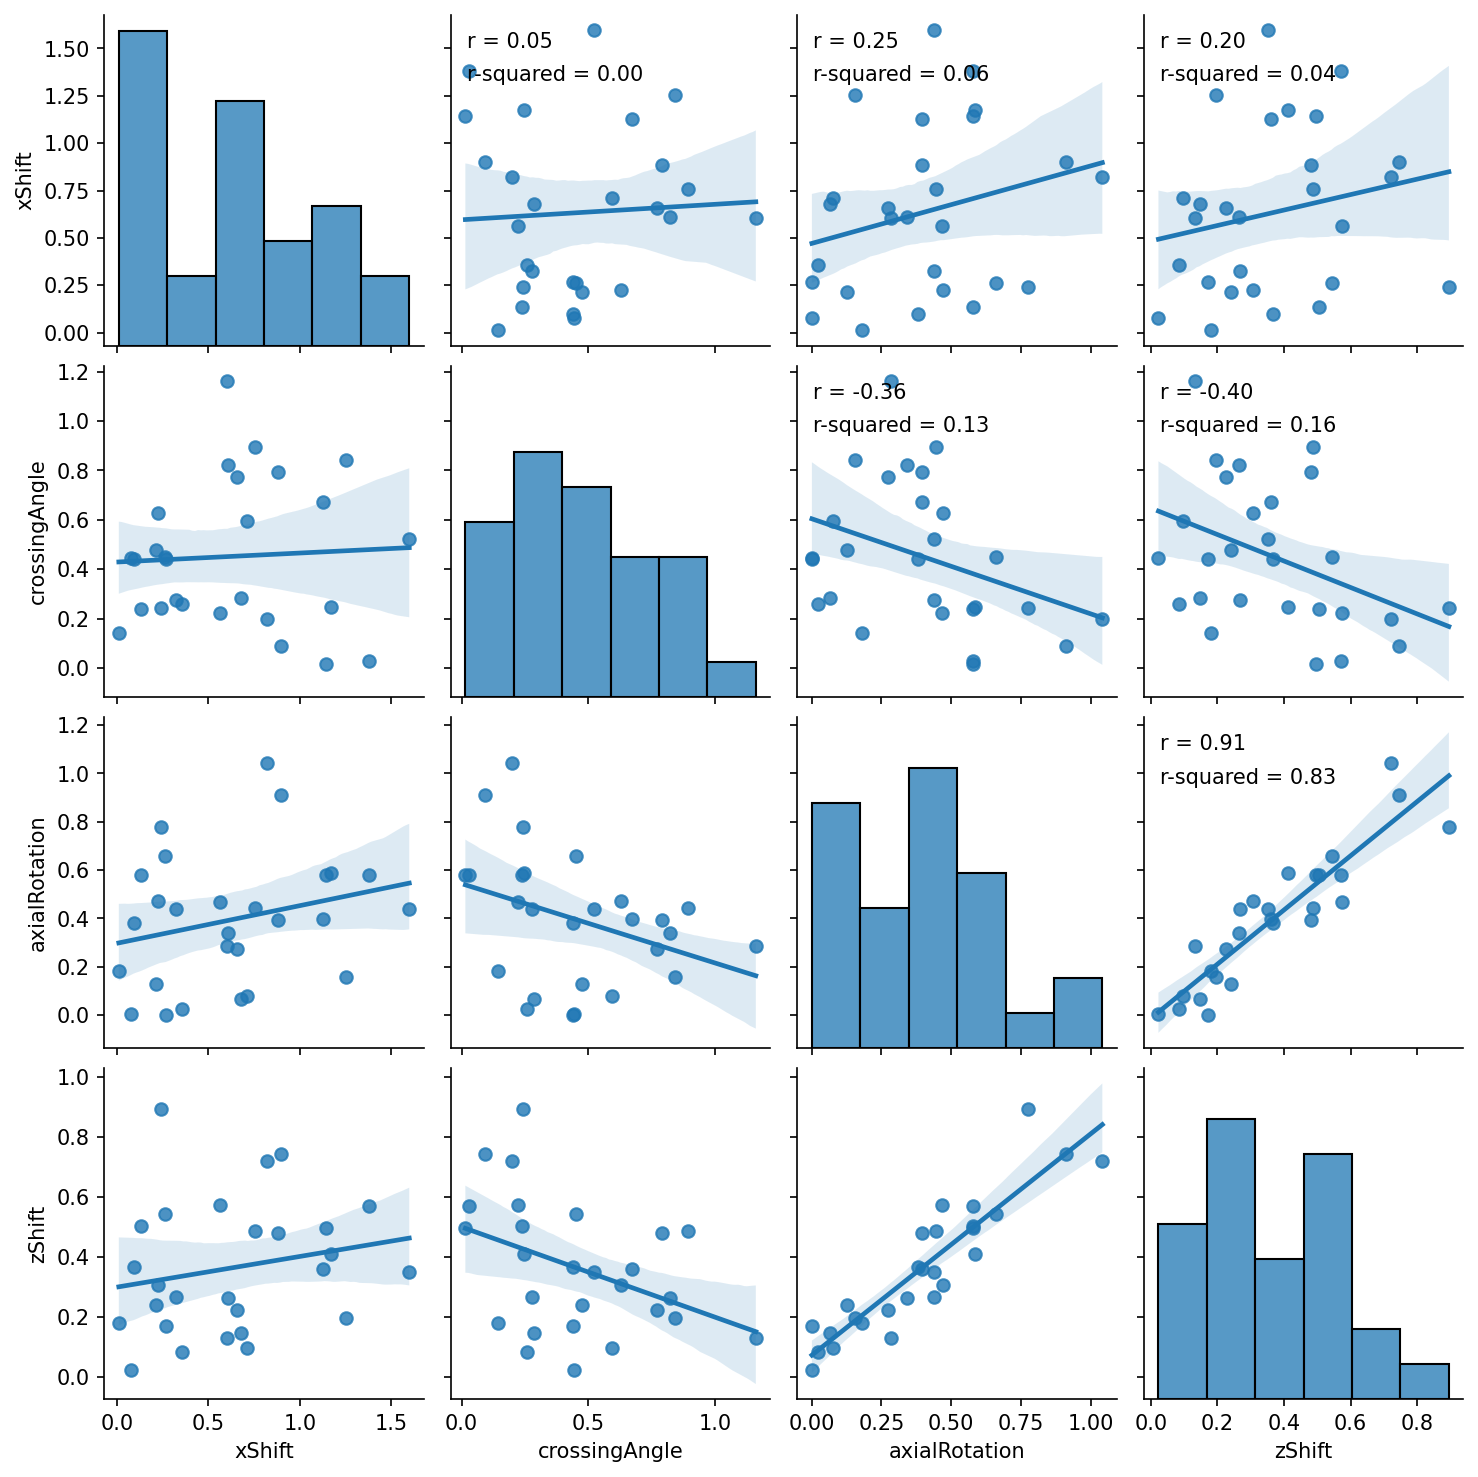 1.50
1.25
1.00
0.75
0.50
0.25
0.00
xShift
r = 0.05
r-squared = 0.00
r = 0.25
r-squared = 0.06
r = 0.20
r-squared = 0.04
1.2
1.0
0.8
0.6
0.4
0.2
0.0
crossingAngle
r = -0.36
r-squared = 0.13
r = -0.40
r-squared = 0.16
1.2
1.0
0.8
0.6
0.4
0.2
0.0
axialRotation
r = 0.91
r-squared = 0.83
1.0
0.8
0.6
0.4
0.2
0.0
zShift
0.0 0.5 1.0 1.5
xShift
0.0 0.5 1.0
crossingAngle
0.00 0.25 0.50 0.75 1.00
axialRotation
0.0 0.2 0.4 0.6 0.8
zShift